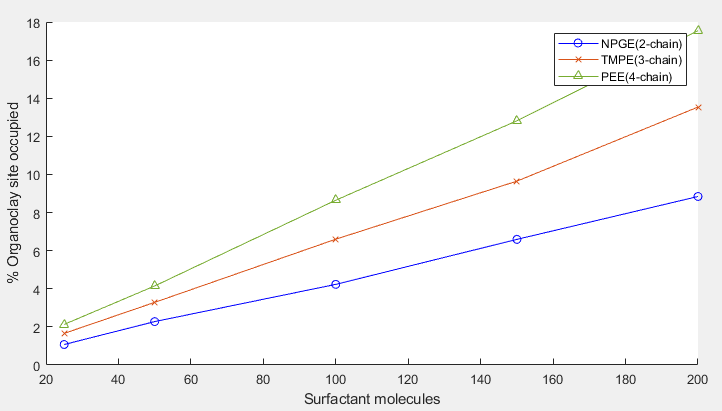 18
16
14
12
10
8
6
4
2
0
% Organoclay site occupied
NPGE(2-chain)
TMPE(3-chain)
PEE(4-chain)
20 40 60 80 100 120 140 160 180 200
Surfactant molecules